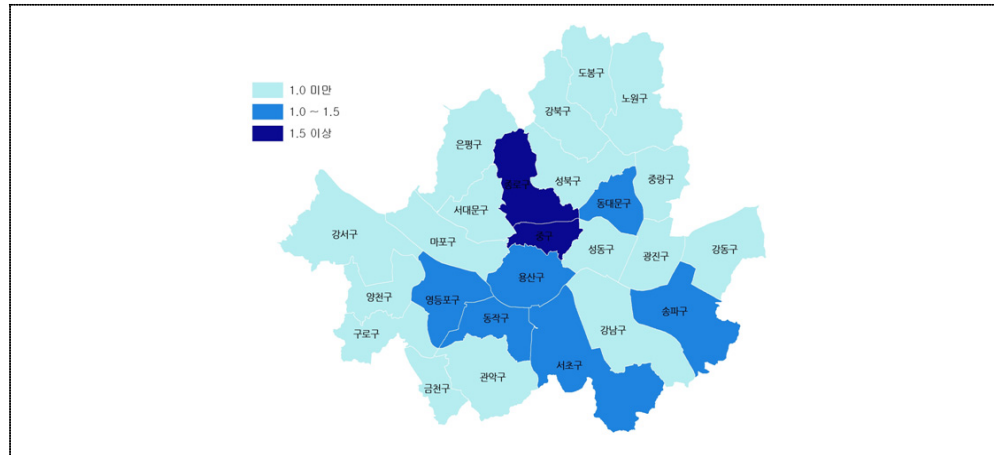 1.0 미만
1.0 ~ 1.5
1.5 이상
도봉구
노원구
강북구
은평구
종로구
성북구
중랑구
서대문구
동대문구
강서구
마포구
중구
성동구
광진구
강동구
용산구
양천구
영등포구
송파구
동작구
강남구
구로구
서초구
관악구
금천구